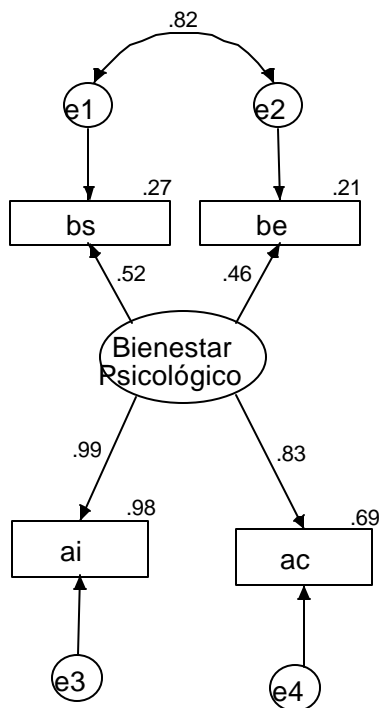 .82
e1
e2
.27
.21
bs
be
.52
.46
Bienestar
Psicológico
.99
.83
.98
.69
ai
ac
e3
e4